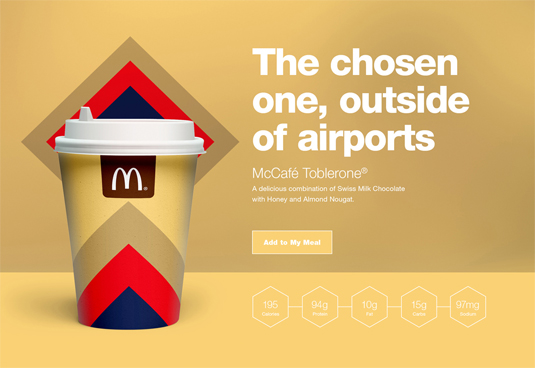 The chosen
one, outside
of airports
McCafé Toblerone®
A delicious combination of Swiss Milk Chocolate
with Honey and Almond Nougat.
Add to My Meal
195 94g 10g 15g 97mg
Calories Protein Fat Carbs Sodium